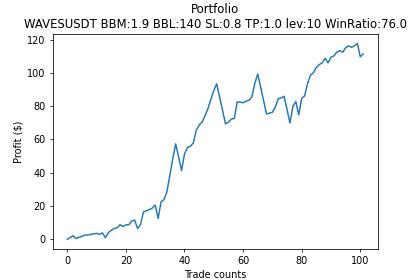 Portfolio
WAVESUSDT BBM:1.9 BBL:140 SL:0.8 TP:1.0 lev:10 WinRatio:76.0
120
100
80
60
40
20
0
Profit ($)
0 20 40 60 80 100
Trade counts